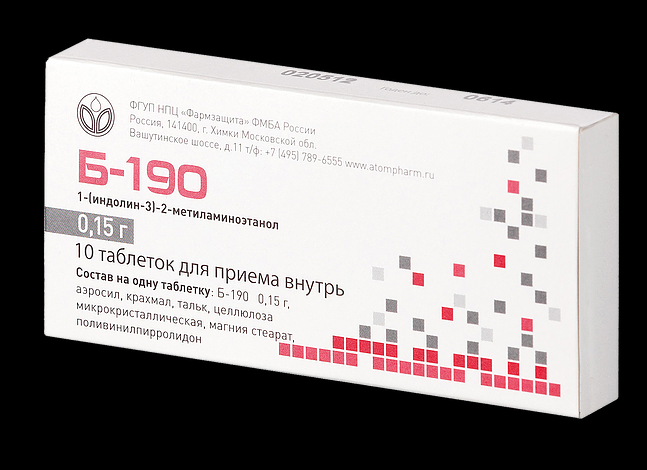 020512
0614
ФГУП НПЦ «Фармзащита» ФМБА России
Россия, 141400, г. Химки Московской обл.
Вашутинское шоссе, д.11 т/ф: +7 (495) 789-6555 www.atompharm.ru
Б-190
1-(индолин-3)-2-метиламиноэтанол
0,15 г
10 таблеток для приема внутрь
Состав на одну таблетку: Б-190 0,15 г,
аэросил, крахмал, тальк, целлюлоза
микрокристаллическая, магния стеарат,
поливинилпирролидон